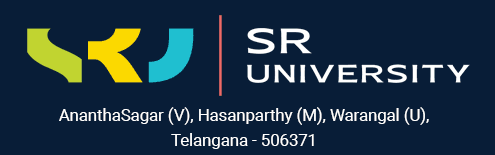 SR
UNIVERSITY
AnanthaSagar (V), Hasanparthy (M), Warangal (U),
Telangana - 506371